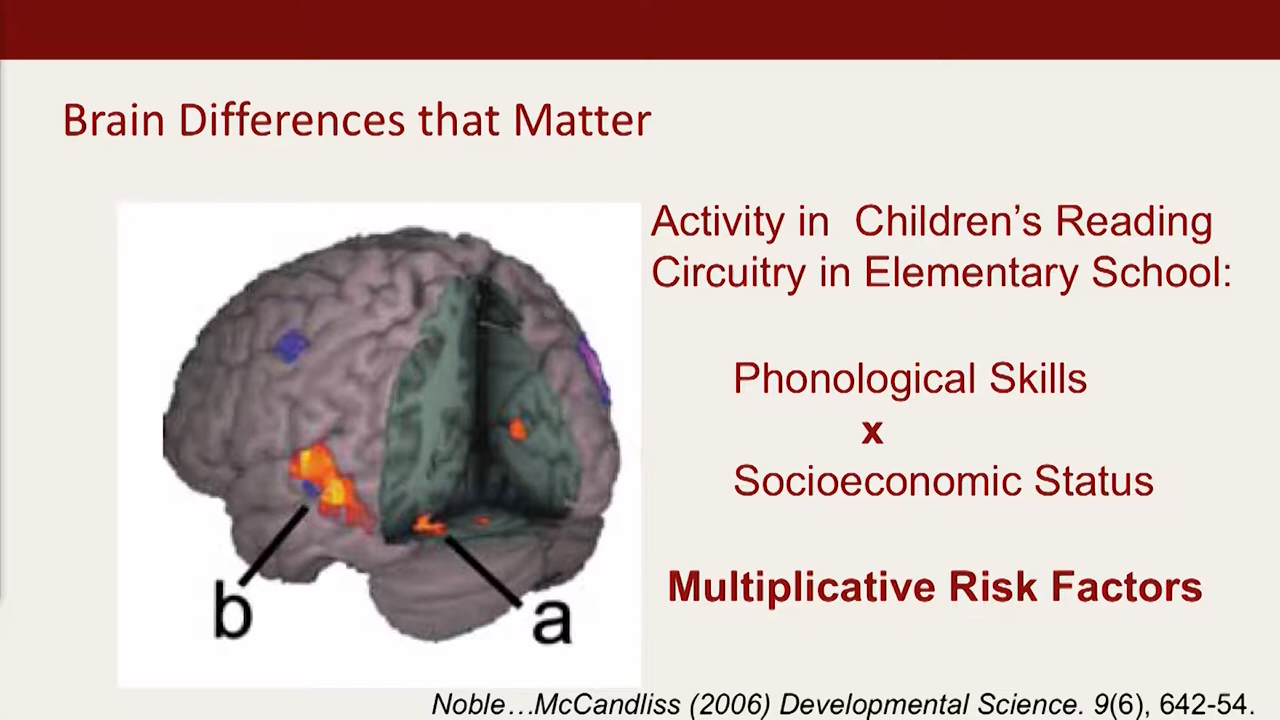 Brain Differences that Matter
Activity in  Children's Reading
Circuitry in Elementary School:
Phonological Skills
x
Socioeconomic Status
Multiplicative Risk Factors
b
a
Noble…McCandliss (2006) Developmental Science. 9(6), 642-54.